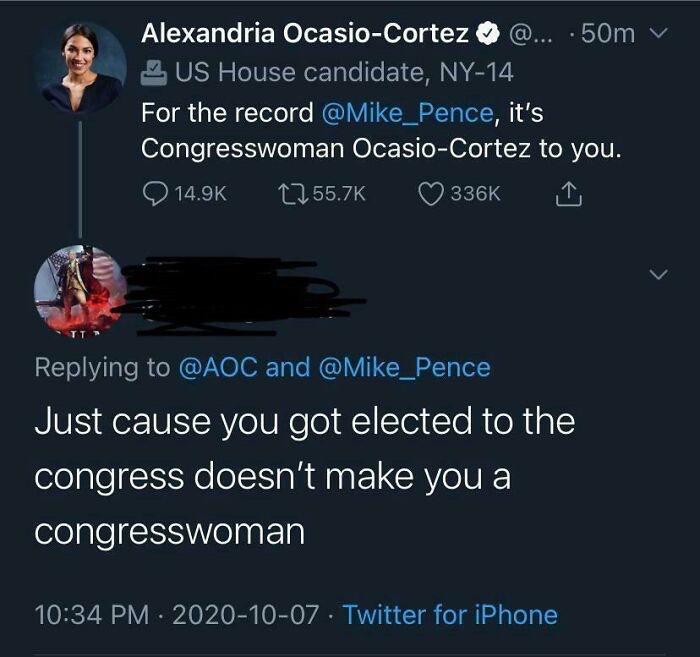 Alexandria Ocasio-Cortez @... · 50m
US House candidate, NY-14
For the record @Mike_Pence, it's
Congresswoman Ocasio-Cortez to you.
14.9K 55.7K 336K
Replying to @AOC and @Mike_Pence
Just cause you got elected to the
congress doesn't make you a
congresswoman
10:34 PM · 2020-10-07 · Twitter for iPhone